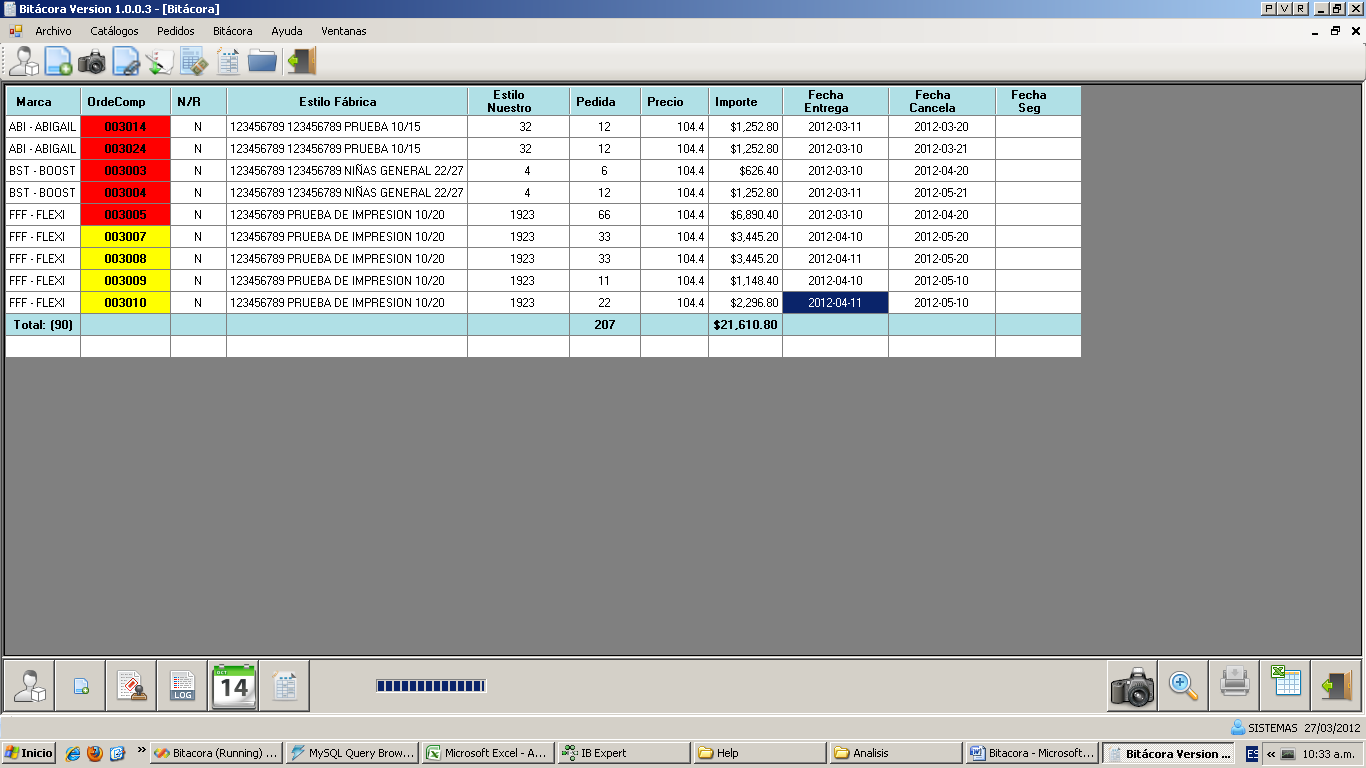 Bitácora Version 1.0.0.3 - [Bitácora] P V R
Archivo Catálogos Pedidos Bitácora Ayuda Ventanas
Marca OrdeComp N/R Estilo Fábrica Estilo Nuestro Pedida Precio Importe Fecha Entrega Fecha Cancela Fecha Seg
ABI - ABIGAIL 003014 N 123456789 123456789 PRUEBA 10/15 32 12 104.4 $1,252.80 2012-03-11 2012-03-20
ABI - ABIGAIL 003024 N 123456789 123456789 PRUEBA 10/15 32 12 104.4 $1,252.80 2012-03-10 2012-03-21
BST - BOOST 003003 N 123456789 123456789 NIÑAS GENERAL 22/27 4 6 104.4 $626.40 2012-03-10 2012-04-20
BST - BOOST 003004 N 123456789 123456789 NIÑAS GENERAL 22/27 4 12 104.4 $1,252.80 2012-03-11 2012-05-21
FFF - FLEXI 003005 N 123456789 PRUEBA DE IMPRESION 10/20 1923 66 104.4 $6,890.40 2012-03-10 2012-04-20
FFF - FLEXI 003007 N 123456789 PRUEBA DE IMPRESION 10/20 1923 33 104.4 $3,445.20 2012-04-10 2012-05-20
FFF - FLEXI 003008 N 123456789 PRUEBA DE IMPRESION 10/20 1923 33 104.4 $3,445.20 2012-04-11 2012-05-20
FFF - FLEXI 003009 N 123456789 PRUEBA DE IMPRESION 10/20 1923 11 104.4 $1,148.40 2012-04-10 2012-05-10
FFF - FLEXI 003010 N 123456789 PRUEBA DE IMPRESION 10/20 1923 22 104.4 $2,296.80 2012-04-11 2012-05-10
Total: (90) 207 $21,610.80
LOG OCT 14
SISTEMAS 27/03/2012
Inicio » Bitacora (Running) ... MySQL Query Brow... Microsoft Excel - A... IB Expert Help Analisis Bitacora - Microsoft... Bitácora Version ... ES « 10:33 a.m.